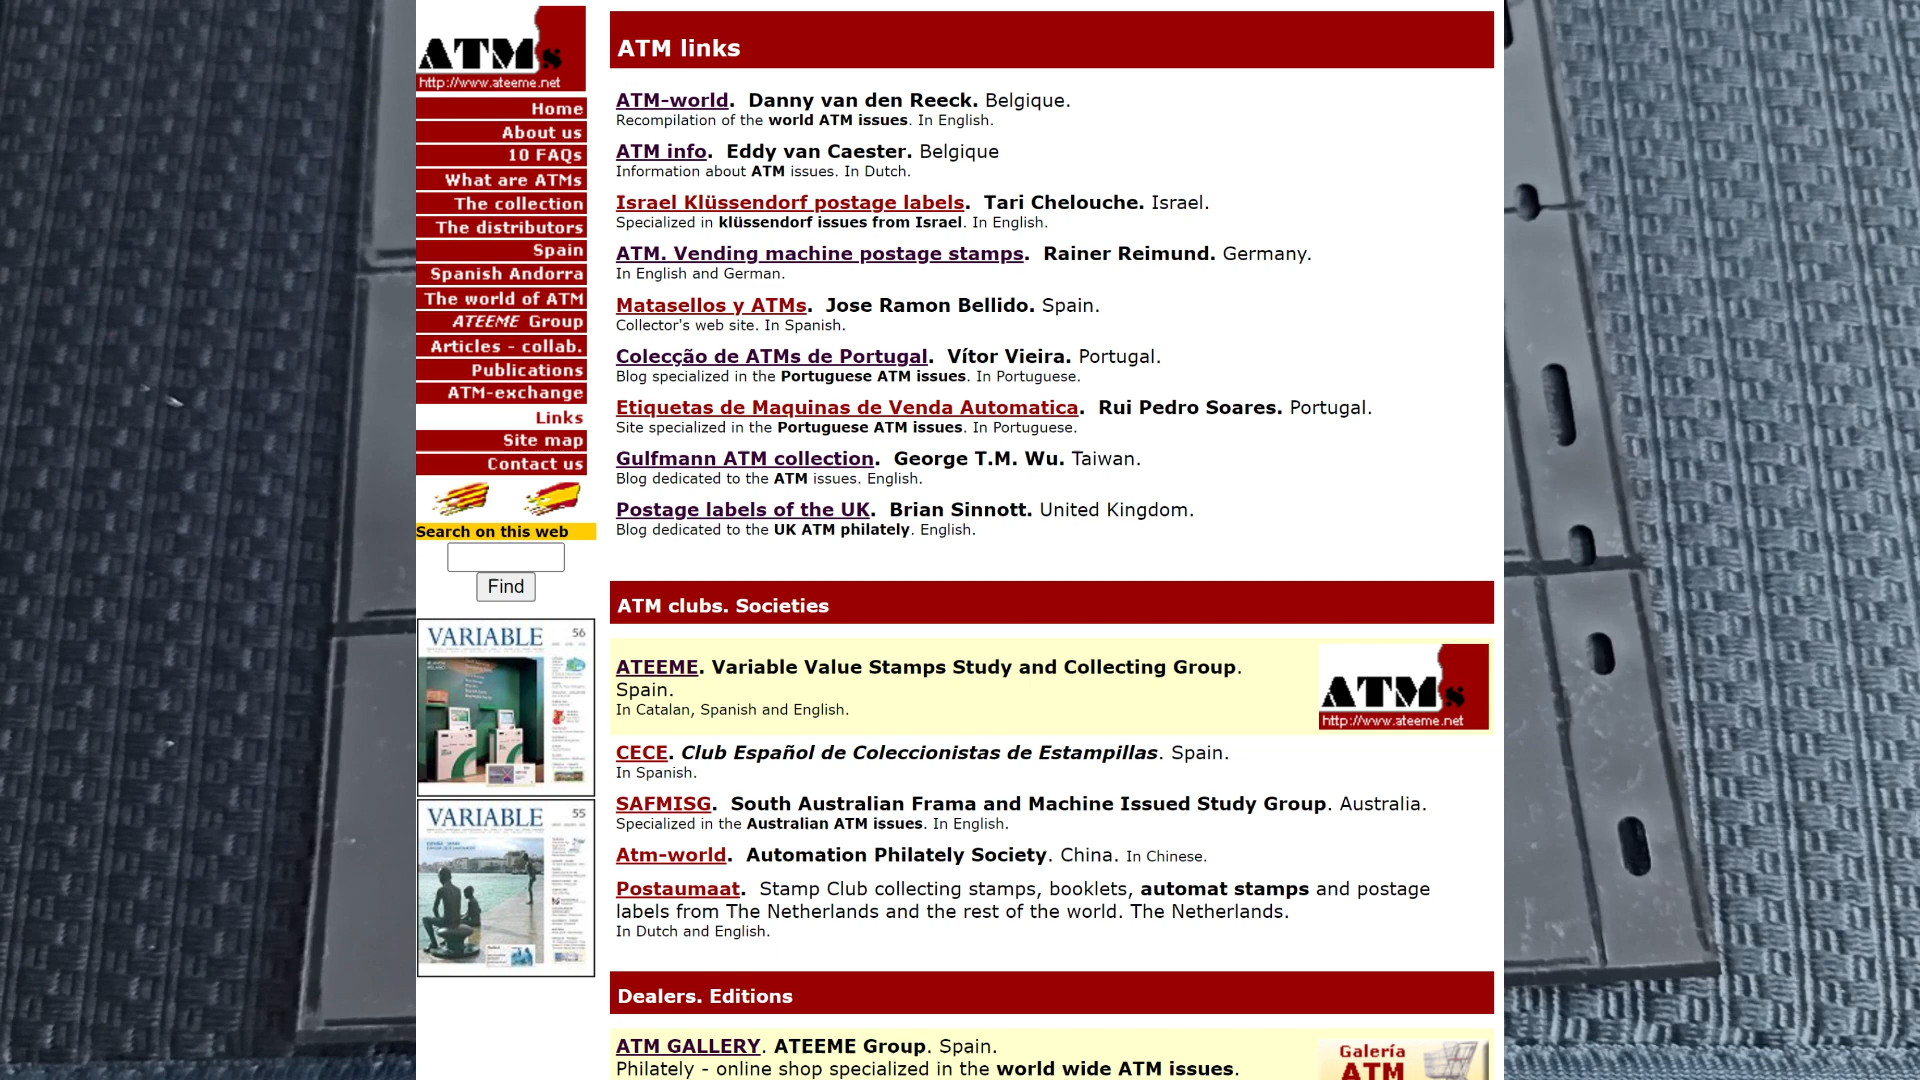 ATMs
http://www.ateeme.net
Home
About us
10 FAQs
What are ATMs
The collection
The distributors
Spain
Spanish Andorra
The world of ATM
ATEEME Group
Articles - collab.
Publications
ATM-exchange
Links
Site map
Contact us
Search on this web
Find
VARIABLE 56
VARIABLE 55
ATM links
ATM-world. Danny van den Reeck. Belgique.
Recompilation of the world ATM issues. In English.
ATM info. Eddy van Caester. Belgique
Information about ATM issues. In Dutch.
Israel Klüssendorf postage labels. Tari Chelouche. Israel.
Specialized in klüssendorf issues from Israel. In English.
ATM. Vending machine postage stamps. Rainer Reimund. Germany.
In English and German.
Matasellos y ATMs. Jose Ramon Bellido. Spain.
Collector's web site. In Spanish.
Colecção de ATMs de Portugal. Vítor Vieira. Portugal.
Blog specialized in the Portuguese ATM issues. In Portuguese.
Etiquetas de Maquinas de Venda Automatica. Rui Pedro Soares. Portugal.
Site specialized in the Portuguese ATM issues. In Portuguese.
Gulfmann ATM collection. George T.M. Wu. Taiwan.
Blog dedicated to the ATM issues. English.
Postage labels of the UK. Brian Sinnott. United Kingdom.
Blog dedicated to the UK ATM philately. English.
ATM clubs. Societies
ATEEME. Variable Value Stamps Study and Collecting Group.
Spain.
In Catalan, Spanish and English.
ATMs
http://www.ateeme.net
CECE. Club Español de Coleccionistas de Estampillas. Spain.
In Spanish.
SAFMISG. South Australian Frama and Machine Issued Study Group. Australia.
Specialized in the Australian ATM issues. In English.
Atm-world. Automation Philately Society. China. In Chinese.
Postaumaat. Stamp Club collecting stamps, booklets, automat stamps and postage
labels from The Netherlands and the rest of the world. The Netherlands.
In Dutch and English.
Dealers. Editions
ATM GALLERY. ATEEME Group. Spain.
Philately - online shop specialized in the world wide ATM issues.
Galería
ATM